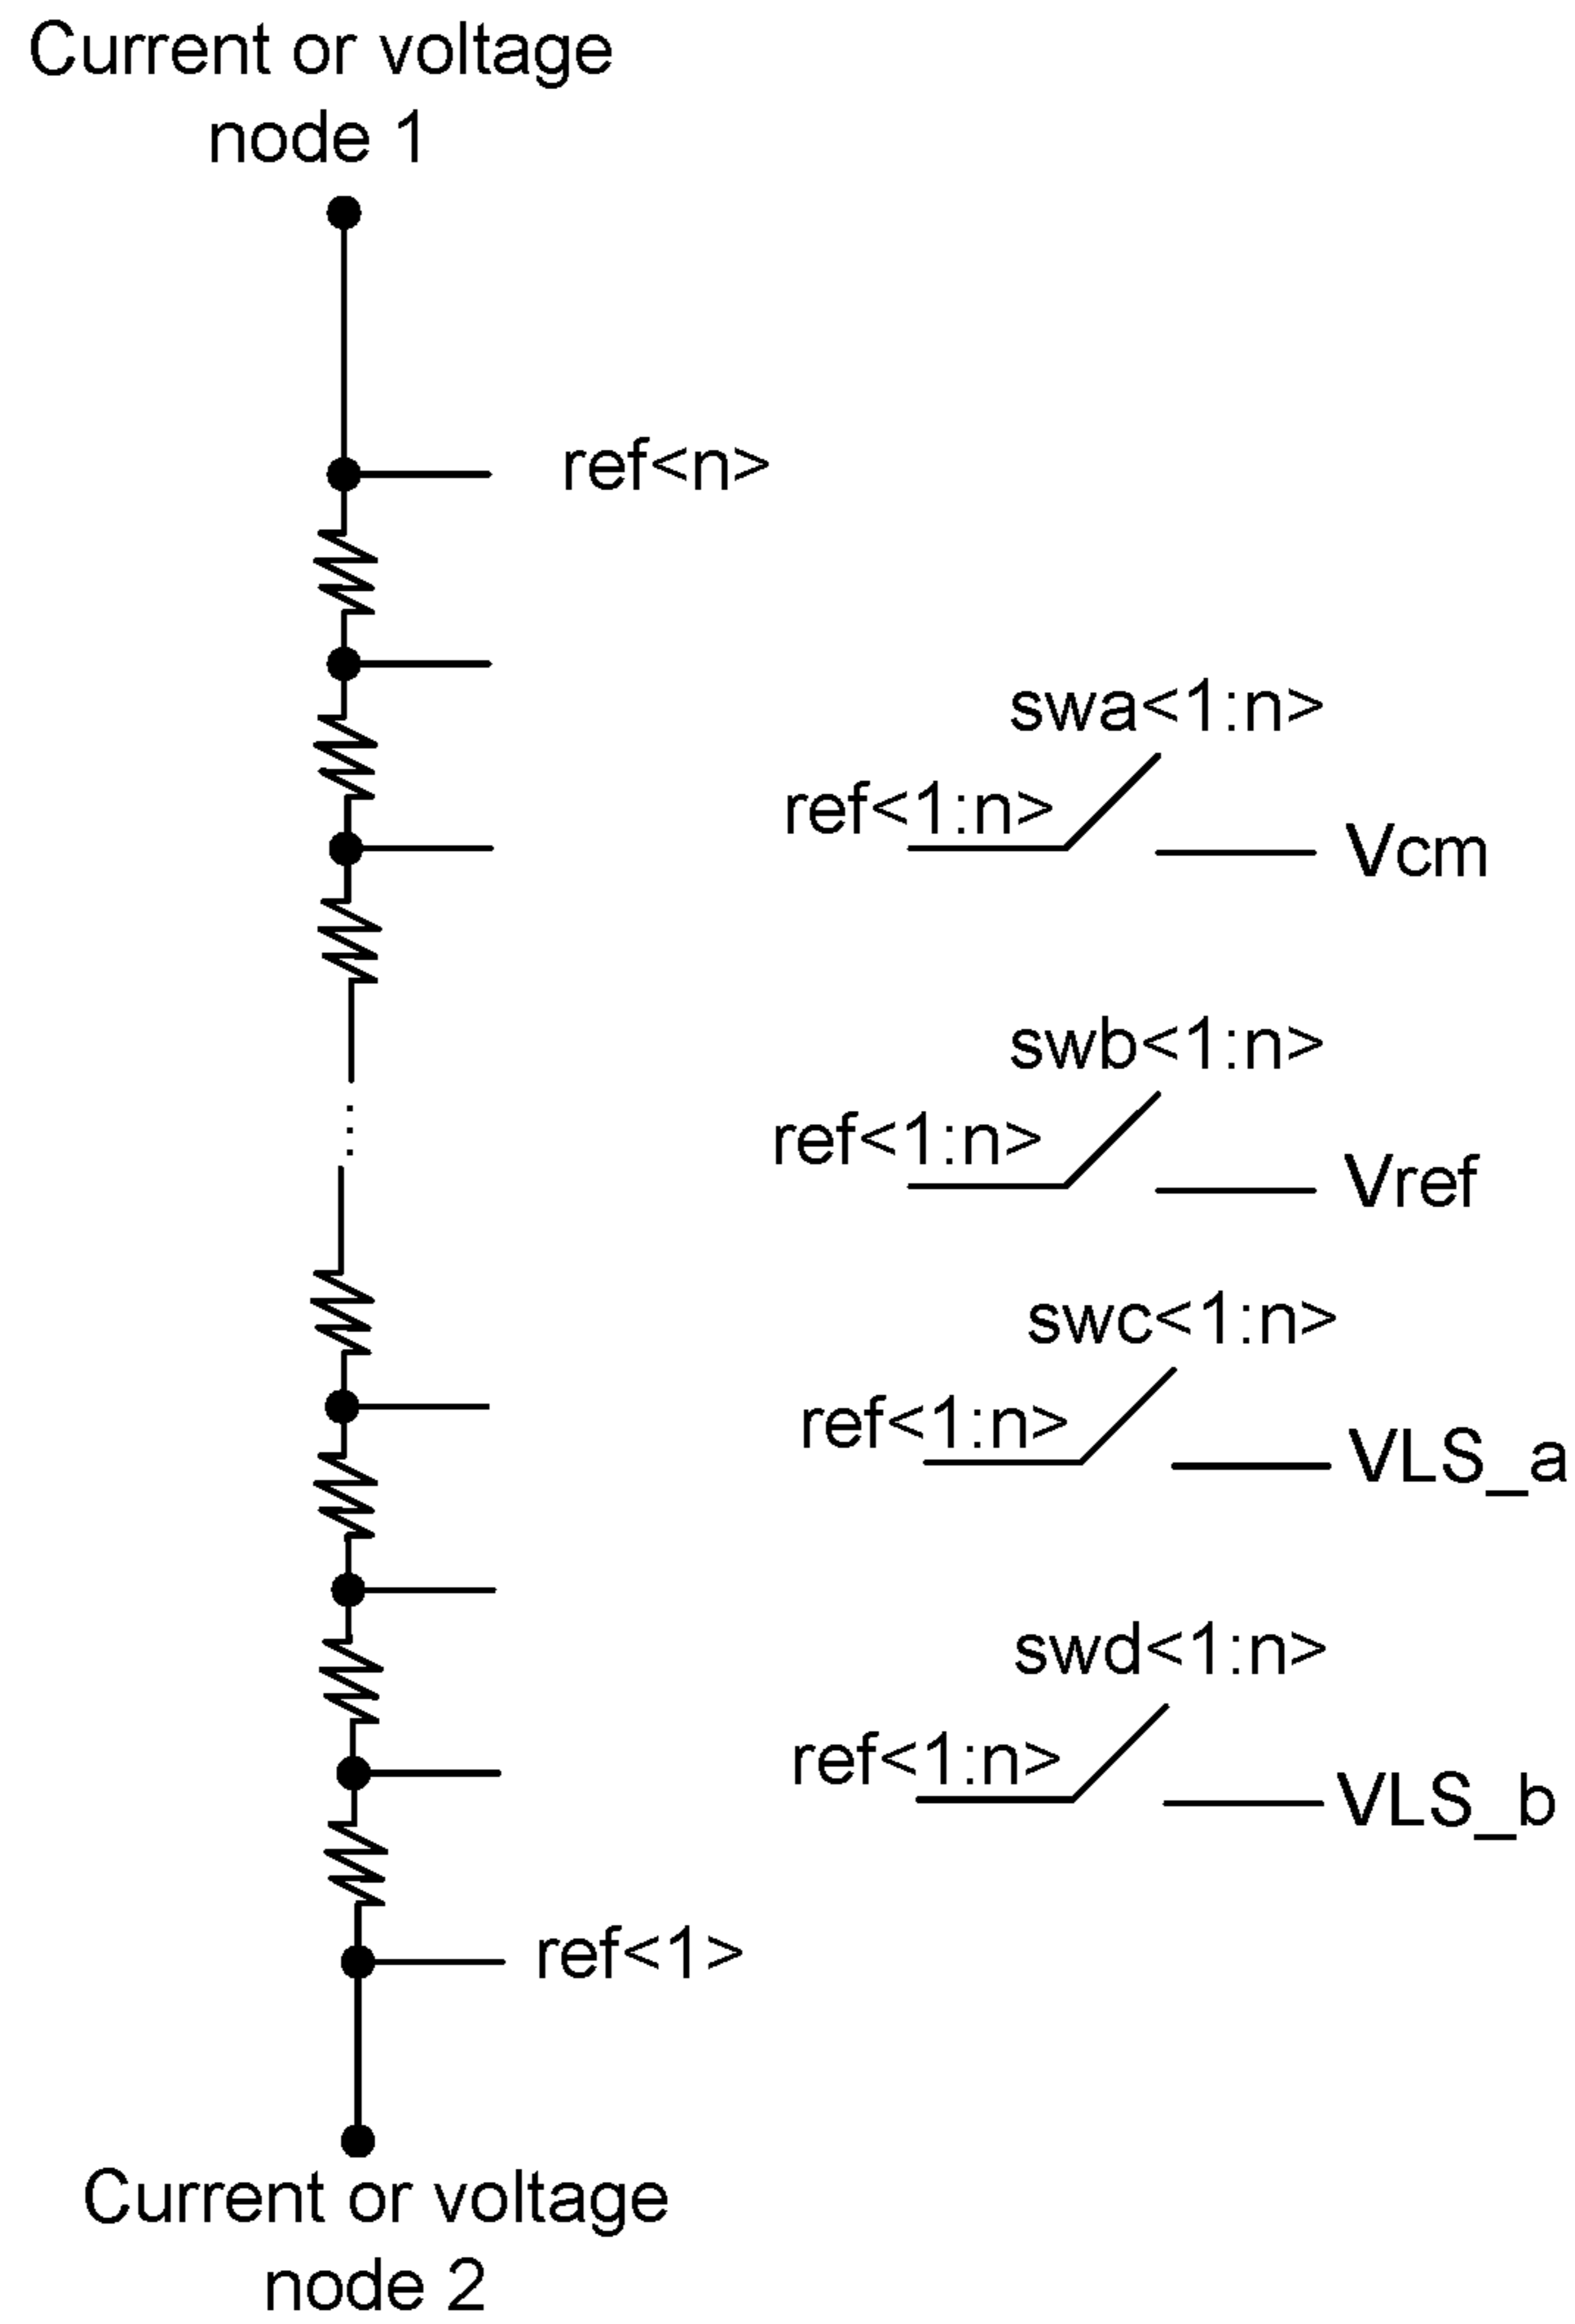 Current or voltage
node 1
ref<n>
swa<1:n>
ref<1:n>
Vcm
swb<1:n>
ref<1:n>
Vref
swc<1:n>
ref<1:n>
VLS_a
swd<1:n>
ref<1:n>
VLS_b
ref<1>
Current or voltage
node 2